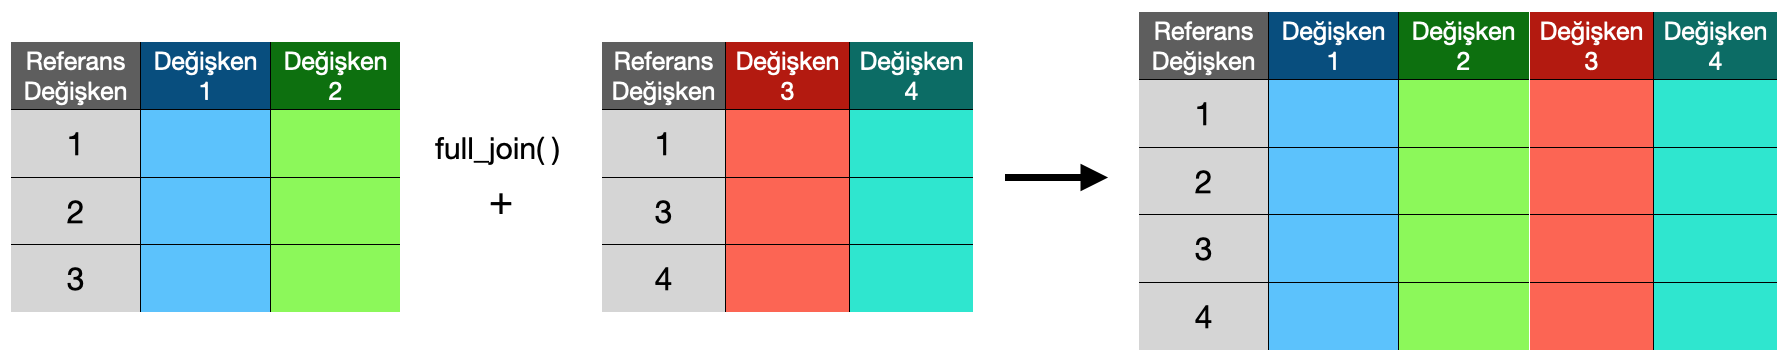 Referans Değişken
Değişken 1
Değişken 2
1
2
3
full_join( )
+
Referans Değişken
Değişken 3
Değişken 4
1
3
4
Referans Değişken
Değişken 1
Değişken 2
Değişken 3
Değişken 4
1
2
3
4